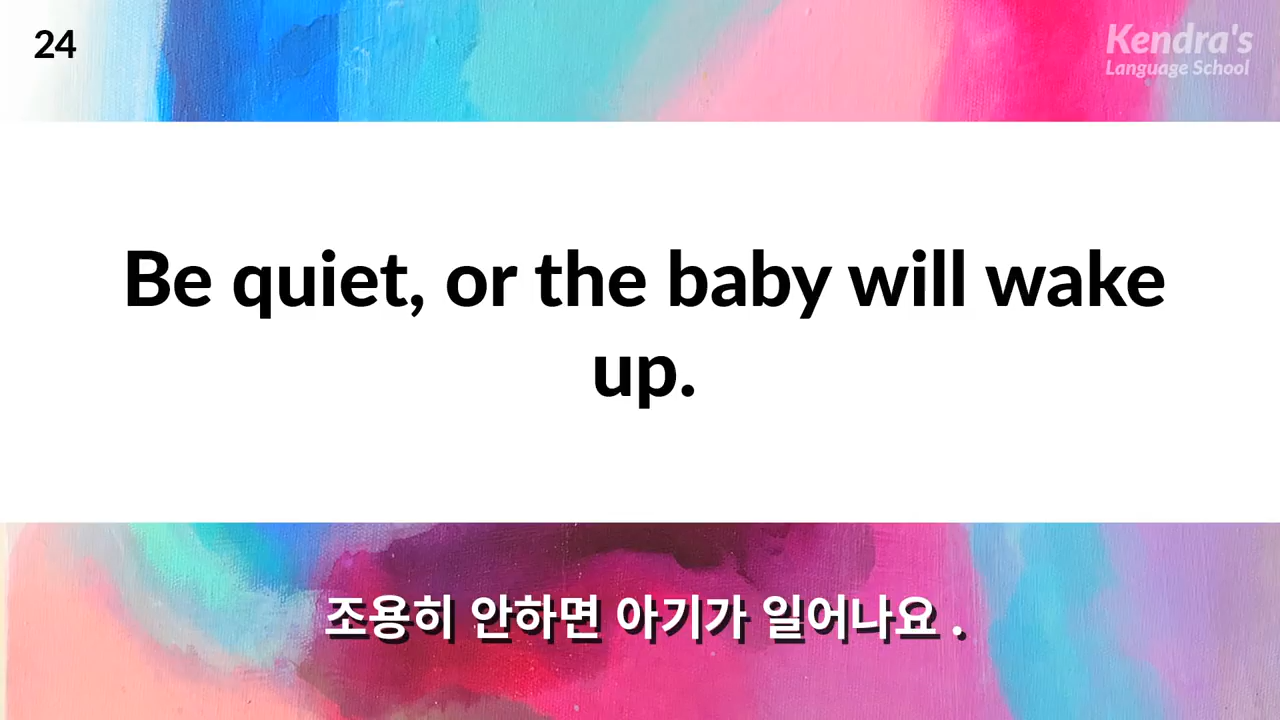 24
Kendra's
Language School
Be quiet, or the baby will wake
up.
조용히 안하면 아기가 일어나요 .